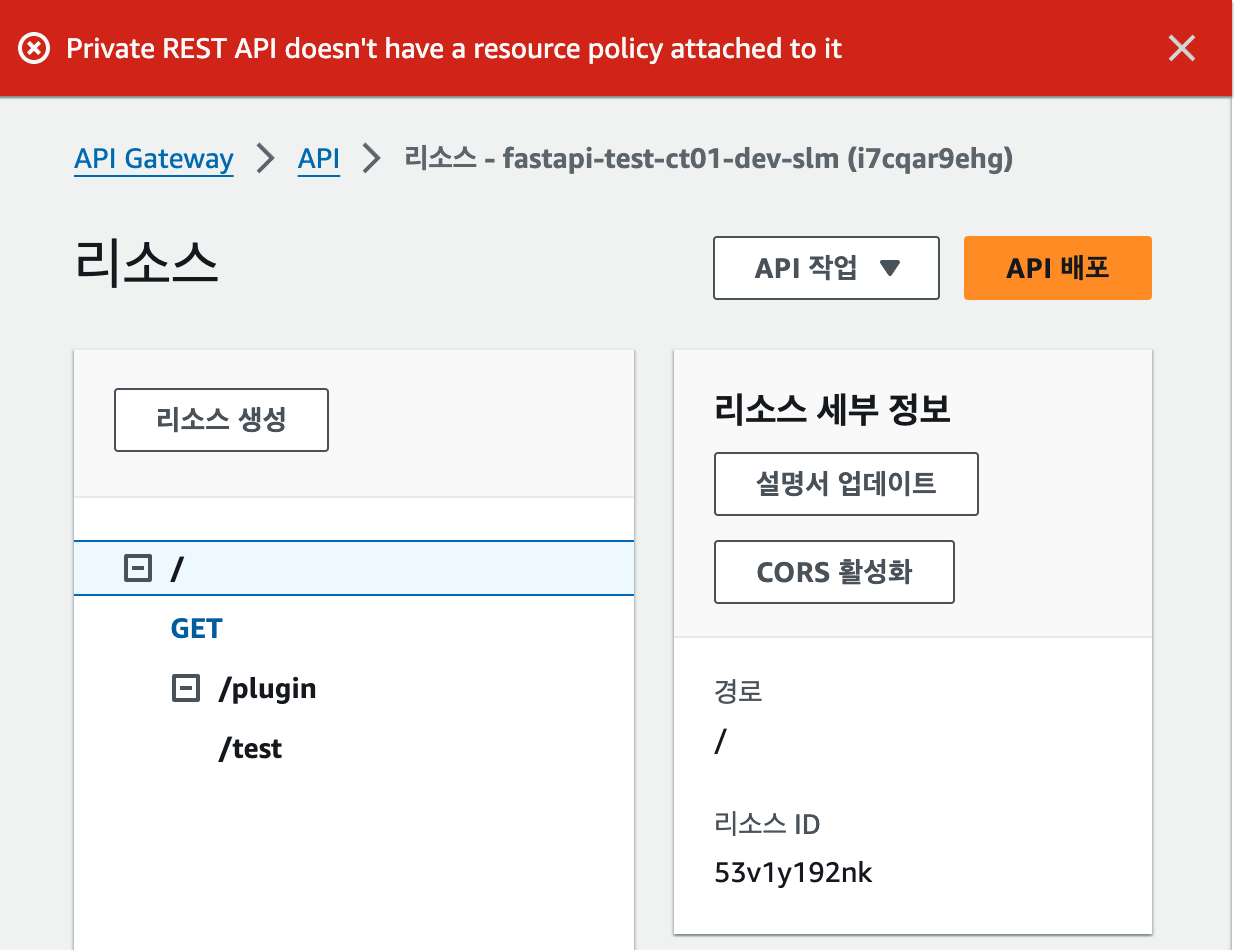 Private REST API doesn't have a resource policy attached to it
API Gateway > API > 리소스 - fastapi-test-ct01-dev-slm (i7cqar9ehg)
리소스
API 작업 ▼
API 배포
리소스 생성
/
GET
/plugin
/test
리소스 세부 정보
설명서 업데이트
CORS 활성화
경로
/
리소스 ID
53v1y192nk